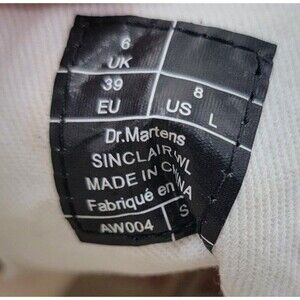 6
UK
39
EU
8
US L
Dr.Martens
SINCLAIR WL
MADE IN CHINA
Fabriqué en
AW004 S